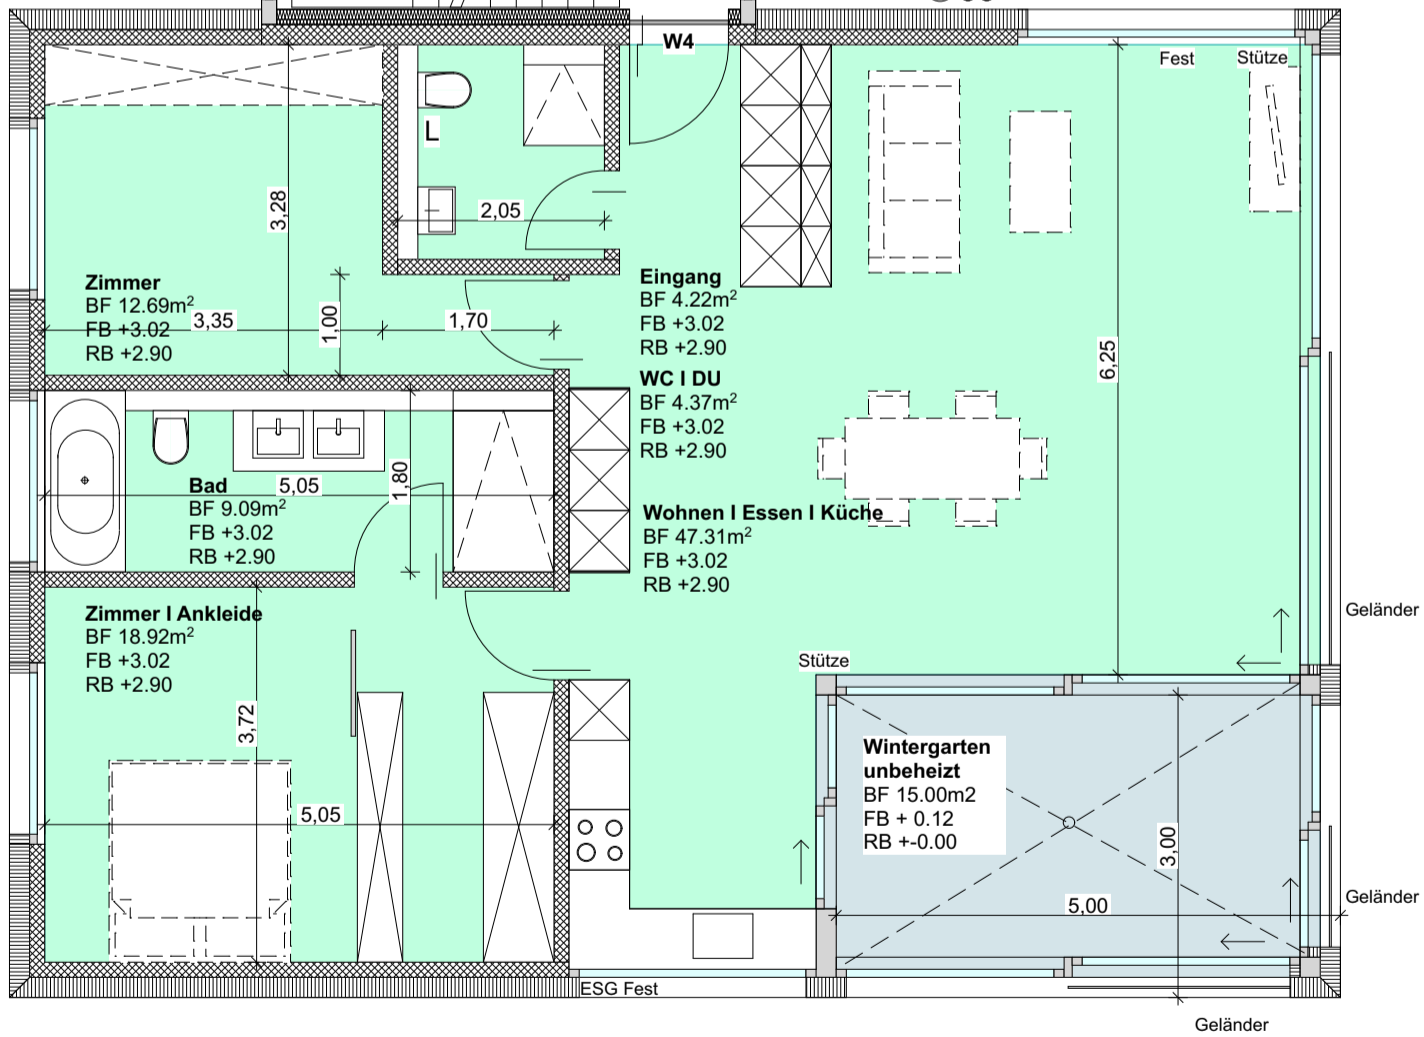 W4
Fest
Stütze
L
2,05
3,28
Zimmer
BF 12.69m²
FB +3.02
RB +2.90
3,35
1,00
1,70
Eingang
BF 4.22m²
FB +3.02
RB +2.90
WC I DU
BF 4.37m²
FB +3.02
RB +2.90
6,25
Bad
BF 9.09m²
FB +3.02
RB +2.90
5,05
1,80
Wohnen I Essen I Küche
BF 47.31m²
FB +3.02
RB +2.90
Zimmer I Ankleide
BF 18.92m²
FB +3.02
RB +2.90
3,72
5,05
Geländer
Stütze
Wintergarten
unbeheizt
BF 15.00m2
FB + 0.12
RB +-0.00
3,00
5,00
Geländer
ESG Fest
Geländer